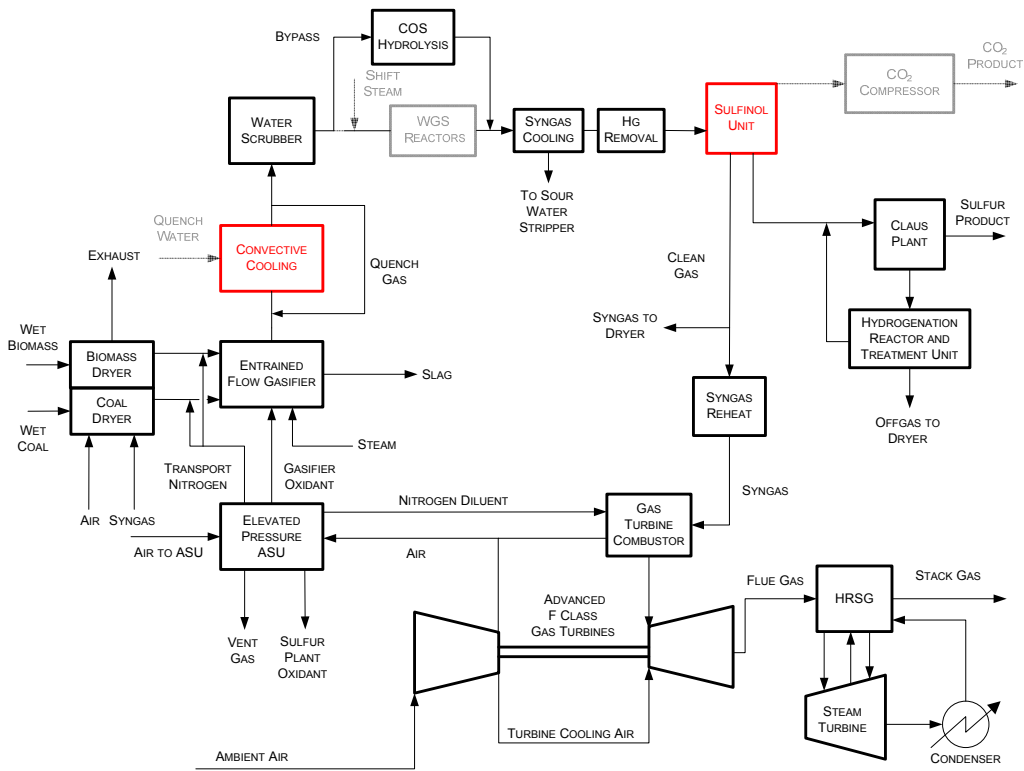 COS
HYDROLYSIS
BYPASS
SHIFT
STEAM
CO2
COMPRESSOR
CO2
PRODUCT
WATER
SCRUBBER
WGS
REACTORS
SYNGAS
COOLING
HG
REMOVAL
SULFINOL
UNIT
TO SOUR
WATER
STRIPPER
SULFUR
PRODUCT
QUENCH
WATER
CONVECTIVE
COOLING
QUENCH
GAS
CLAUS
PLANT
EXHAUST
CLEAN
GAS
WET
BIOMASS
BIOMASS
DRYER
ENTRAINED
FLOW GASIFIER
SLAG
SYNGAS TO
DRYER
HYDROGENATION
REACTOR AND
TREATMENT UNIT
COAL
DRYER
WET
COAL
SYNGAS
REHEAT
OFFGAS TO
DRYER
STEAM
TRANSPORT
NITROGEN
GASIFIER
OXIDANT
SYNGAS
NITROGEN DILUENT
AIR
SYNGAS
ELEVATED
PRESSURE
ASU
GAS
TURBINE
COMBUSTOR
AIR TO ASU
AIR
FLUE GAS
HRSG
STACK GAS
ADVANCED
F CLASS
GAS TURBINES
VENT
GAS
SULFUR
PLANT
OXIDANT
STEAM
TURBINE
TURBINE COOLING AIR
AMBIENT AIR
CONDENSER